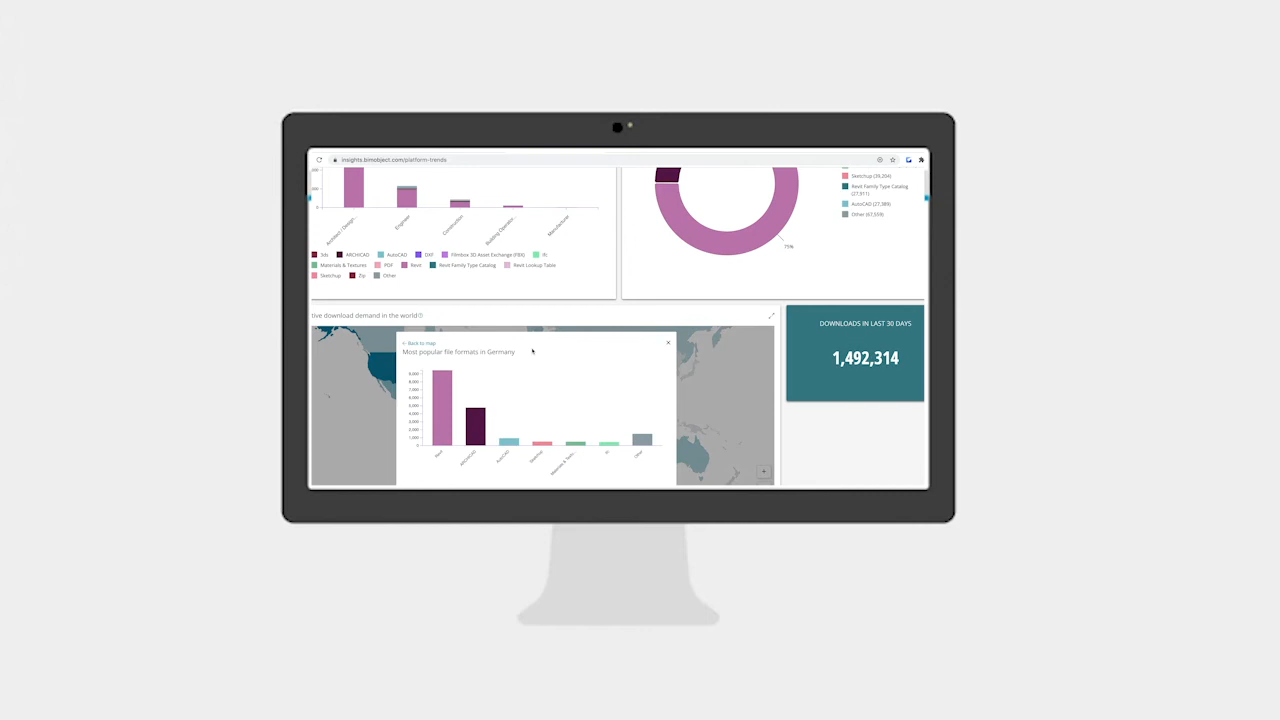 insights.bimobject.com/platform-trends
0
Architect / Design...
Engineer
Construction
Building Operator...
Manufacturer
3ds ARCHICAD AutoCAD DXF Filmbox 3D Asset Exchange (FBX) ifc
Materials & Textures PDF Revit Revit Family Type Catalog Revit Lookup Table
Sketchup Zip Other
75%
Sketchup (39,204)
Revit Family Type Catalog
(27,911)
AutoCAD (27,389)
Other (67,559)
tive download demand in the world
DOWNLOADS IN LAST 30 DAYS
1,492,314
← Back to map
Most popular file formats in Germany
9,000
8,000
7,000
6,000
5,000
4,000
3,000
2,000
1,000
0
Revit
ARCHICAD
AutoCAD
Sketchup
Materials & Textu...
ifc
Other
+